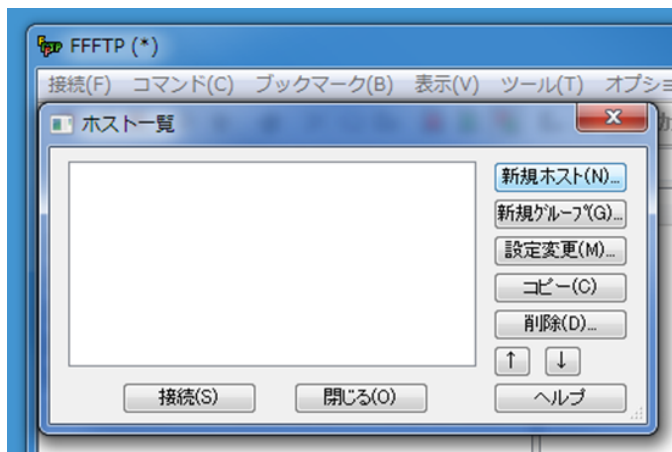 FFFTP (*)
接続(F) コマンド(C) ブックマーク(B) 表示(V) ツール(T) オプショ
ホスト一覧
新規ホスト(N)...
新規ｸﾞﾙｰﾌﾟ(G)...
設定変更(M)...
コピー(C)
削除(D)...
↑ ↓
接続(S) 閉じる(O) ヘルプ